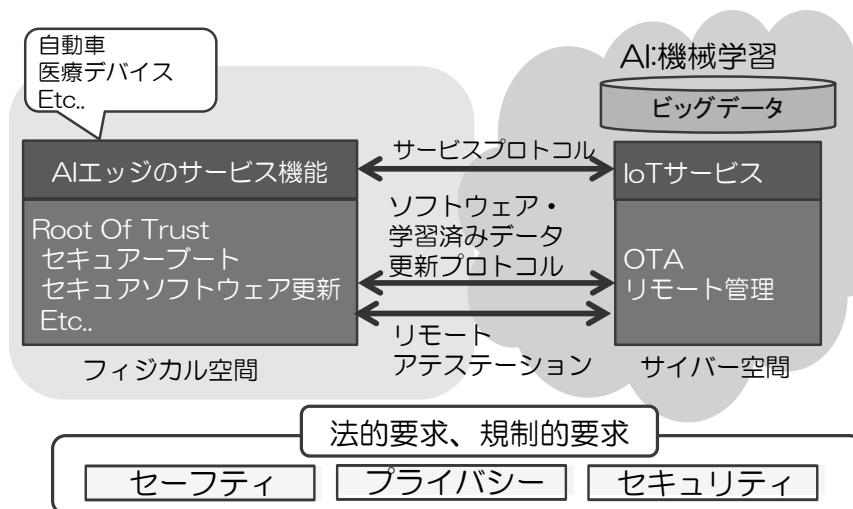 自動車
医療デバイス
Etc..
AI:機械学習
ビッグデータ
AIエッジのサービス機能
サービスプロトコル
IoTサービス
Root Of Trust
セキュアーブート
セキュアソフトウェア更新
Etc..
ソフトウェア・
学習済みデータ
更新プロトコル
OTA
リモート管理
リモート
アテステーション
フィジカル空間
サイバー空間
法的要求、規制的要求
セーフティ
プライバシー
セキュリティ